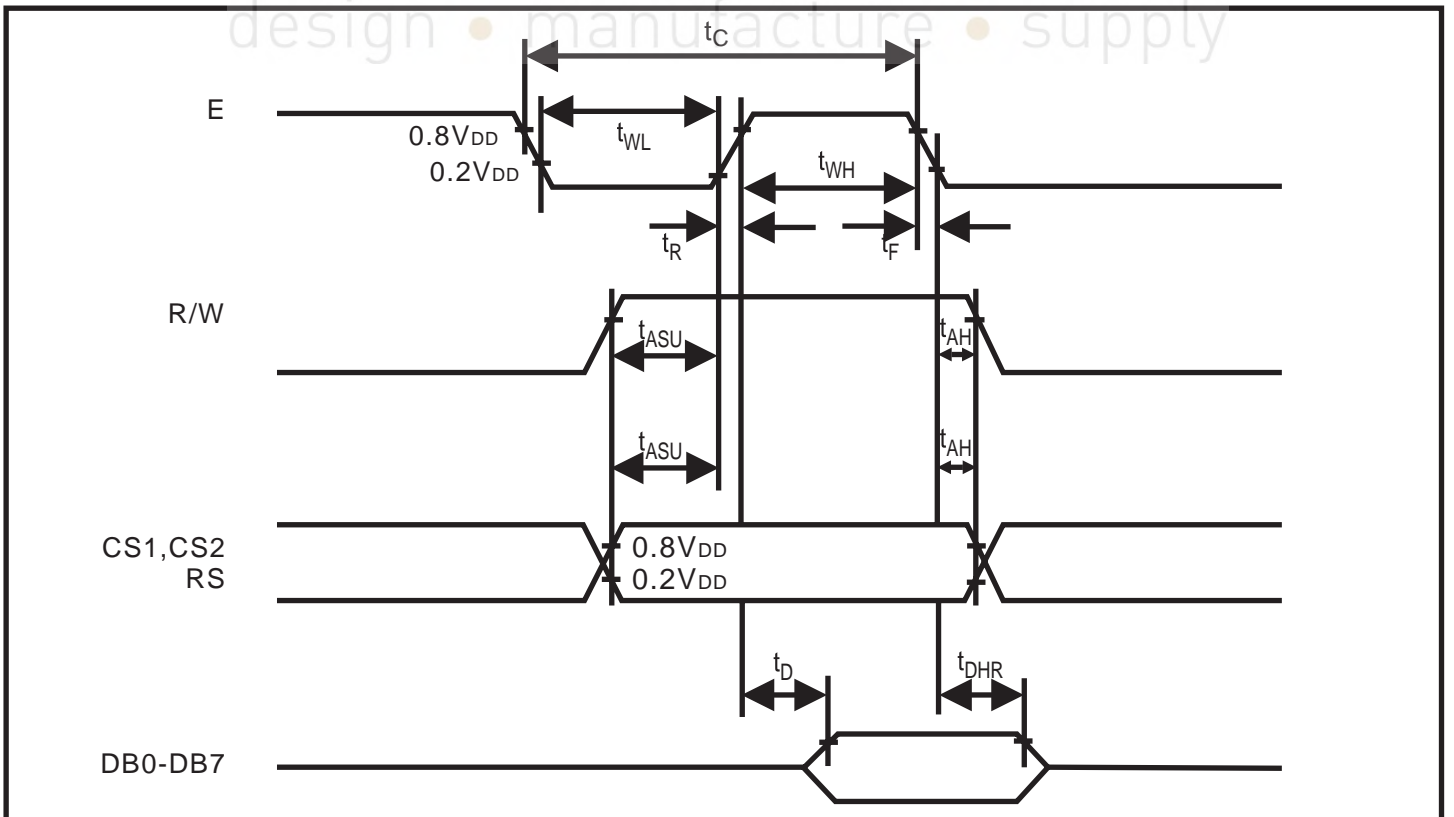 design • manufacture • supply
tC
E
0.8VDD
0.2VDD
tWL
tWH
tR
tF
R/W
tASU
tAH
tASU
tAH
CS1,CS2
RS
0.8VDD
0.2VDD
tD
tDHR
DB0-DB7